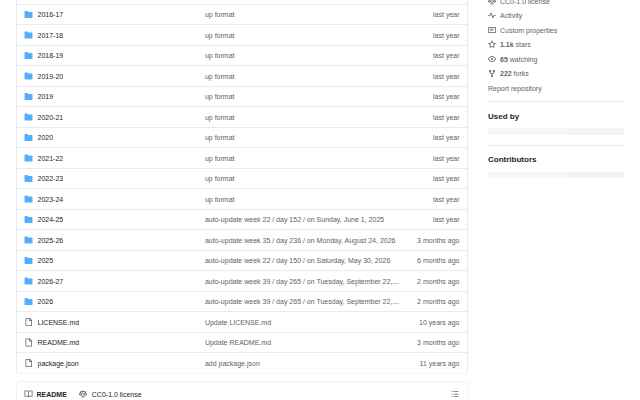 2016-17 up format last year
2017-18 up format last year
2018-19 up format last year
2019-20 up format last year
2019 up format last year
2020-21 up format last year
2020 up format last year
2021-22 up format last year
2022-23 up format last year
2023-24 up format last year
2024-25 auto-update week 22 / day 152 / on Sunday, June 1, 2025 last year
2025-26 auto-update week 35 / day 236 / on Monday, August 24, 2026 3 months ago
2025 auto-update week 22 / day 150 / on Saturday, May 30, 2026 6 months ago
2026-27 auto-update week 39 / day 265 / on Tuesday, September 22,... 2 months ago
2026 auto-update week 39 / day 265 / on Tuesday, September 22,... 2 months ago
LICENSE.md Update LICENSE.md 10 years ago
README.md Update README.md 3 months ago
package.json add package.json 11 years ago
README CC0-1.0 license
CC0-1.0 license
Activity
Custom properties
1.1k stars
65 watching
222 forks
Report repository
Used by
Contributors